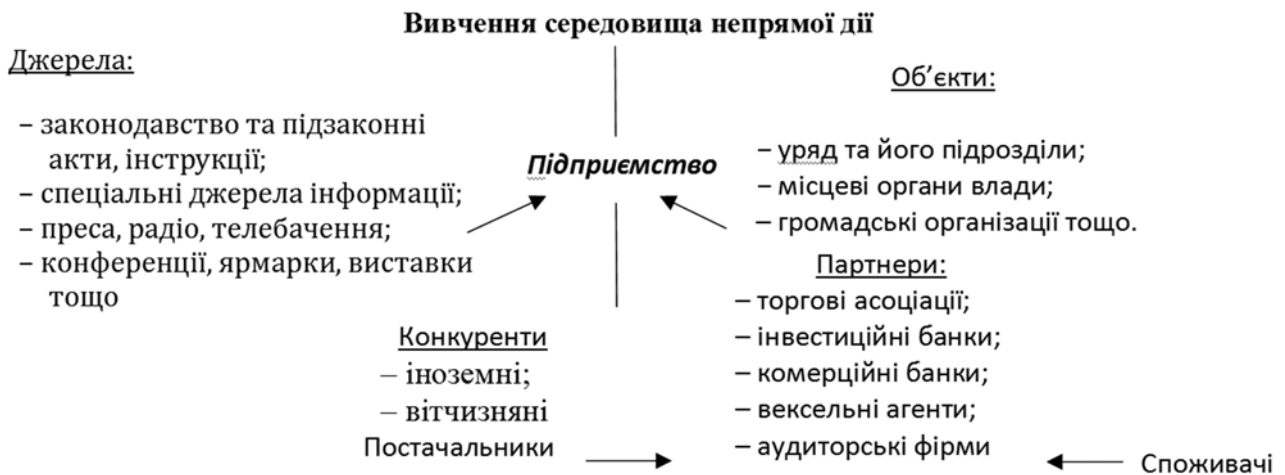 Вивчення середовища непрямої дії
Джерела:
– законодавство та підзаконні
акти, інструкції;
– спеціальні джерела інформації;
– преса, радіо, телебачення;
– конференції, ярмарки, виставки
тощо
Підприємство
Об’єкти:
– уряд та його підрозділи;
– місцеві органи влади;
– громадські організації тощо.
Партнери:
– торгові асоціації;
– інвестиційні банки;
– комерційні банки;
– вексельні агенти;
– аудиторські фірми
Конкуренти
– іноземні;
– вітчизняні
Постачальники
Споживачі